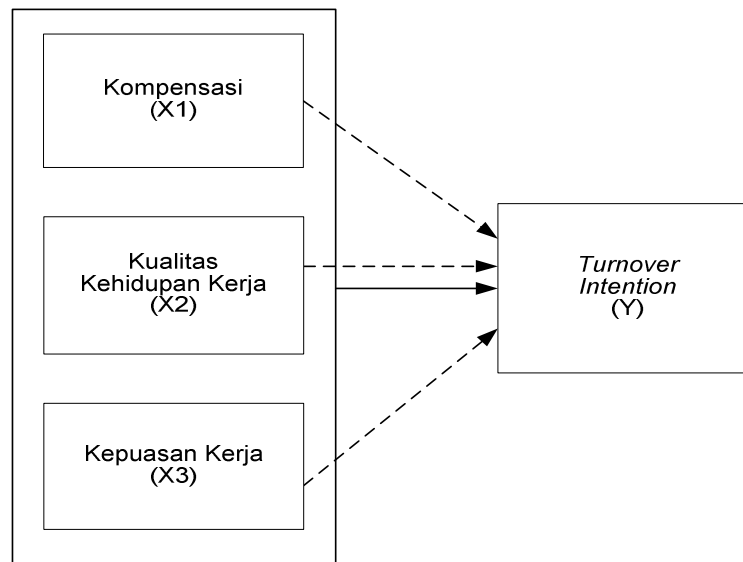 Kompensasi
(X1)
Kualitas
Kehidupan Kerja
(X2)
Turnover
Intention
(Y)
Kepuasan Kerja
(X3)